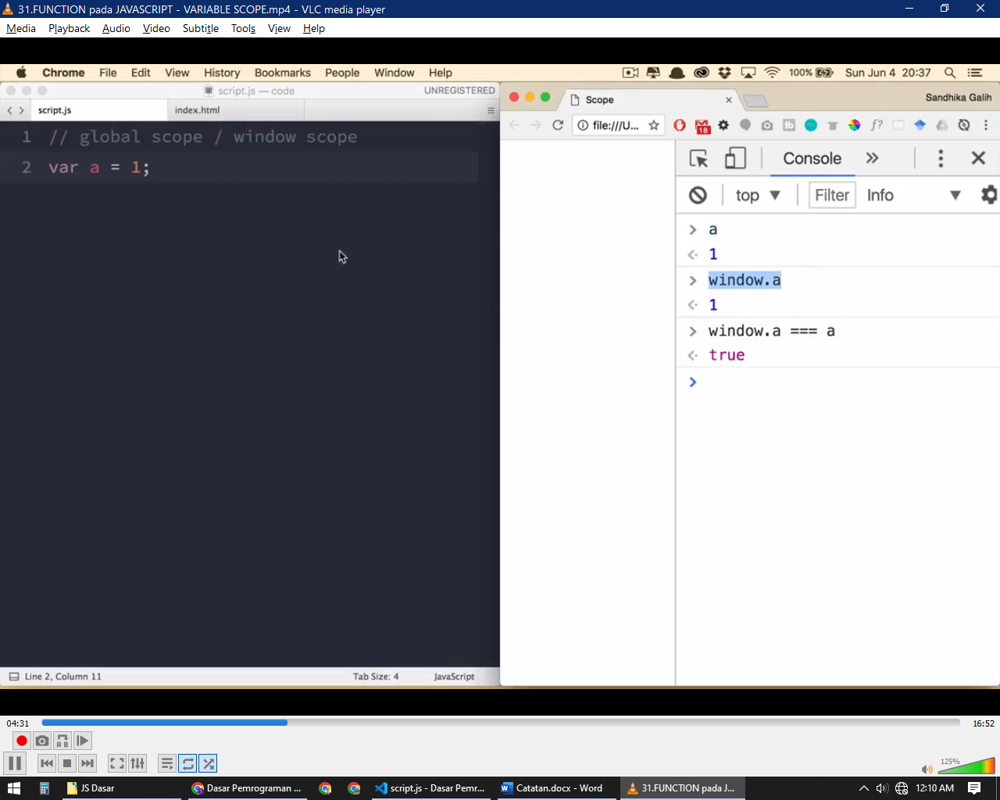 31.FUNCTION pada JAVASCRIPT - VARIABLE SCOPE.mp4 - VLC media player
Media Playback Audio Video Subtitle Tools View Help
Chrome File Edit View History Bookmarks People Window Help 100% Sun Jun 4 20:37
script.js — code UNREGISTERED
script.js index.html
1 // global scope / window scope
2 var a = 1;
Line 2, Column 11 Tab Size: 4 JavaScript
Scope Sandhika Galih
file:///U... 18 f?
Console
top Filter Info
> a
1
> window.a
1
> window.a === a
true
>
04:31 16:52
125%
JS Dasar Dasar Pemrograman ... script.js - Dasar Pemr... Catatan.docx - Word 31.FUNCTION pada J... 12:10 AM